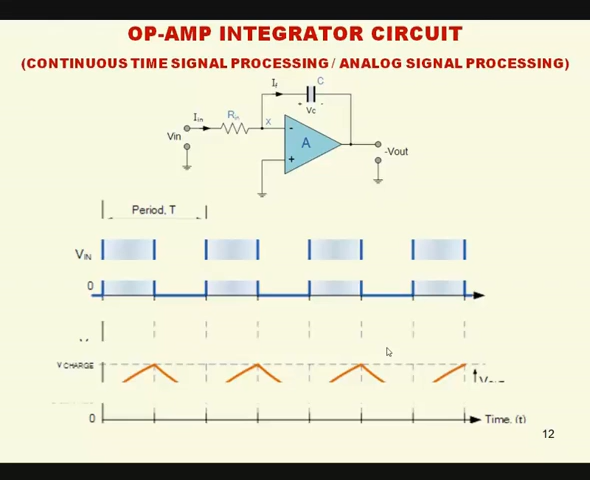 OP-AMP INTEGRATOR CIRCUIT
(CONTINUOUS TIME SIGNAL PROCESSING / ANALOG SIGNAL PROCESSING)
If
C
Iin
Rin
X
Vc
Vin
A
-Vout
Period, T
VIN
0
V CHARGE
0
Time, (t)
12